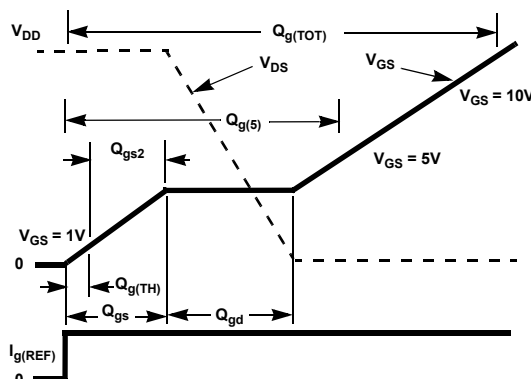 V_DD
Q_g(TOT)
V_DS
V_GS
V_GS = 10V
Q_g(5)
Q_gs2
V_GS = 5V
V_GS = 1V
0
Q_g(TH)
Q_gs
Q_gd
I_g(REF)
0